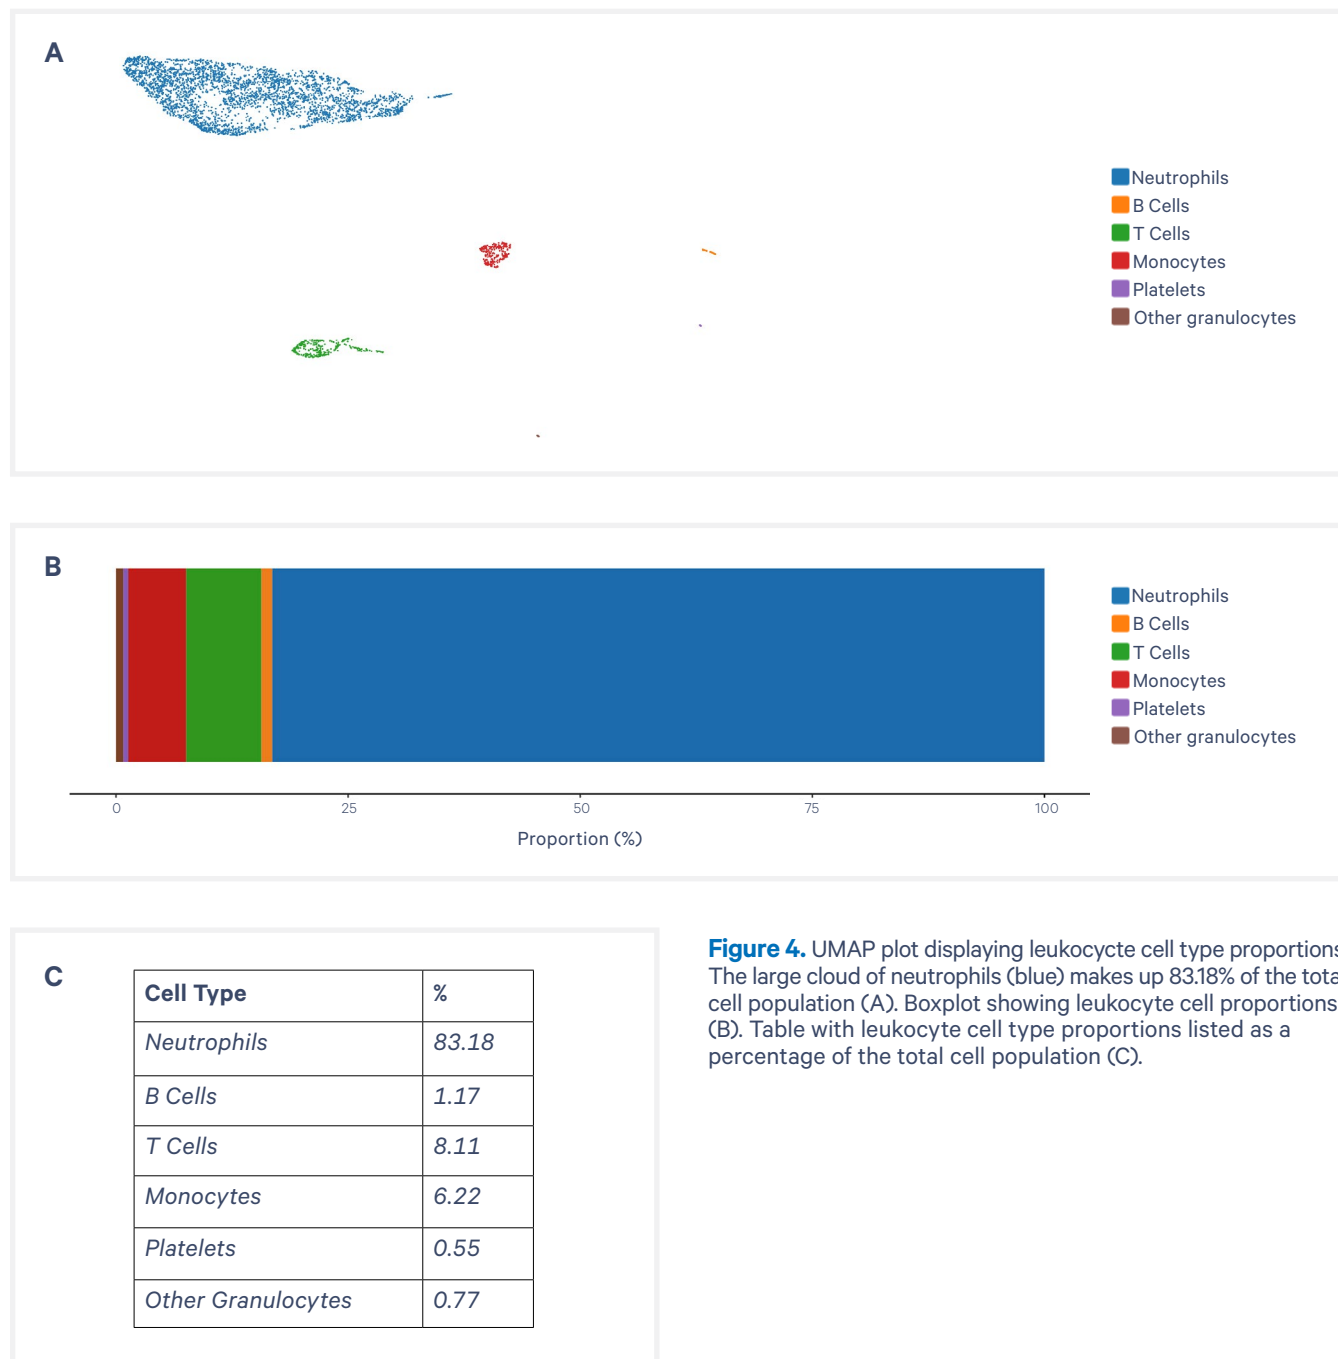 A
Neutrophils
B Cells
T Cells
Monocytes
Platelets
Other granulocytes
B
Neutrophils
B Cells
T Cells
Monocytes
Platelets
Other granulocytes
0 25 50 75 100
Proportion (%)
C
Cell Type %
Neutrophils 83.18
B Cells 1.17
T Cells 8.11
Monocytes 6.22
Platelets 0.55
Other Granulocytes 0.77
Figure 4. UMAP plot displaying leukocycte cell type proportions
The large cloud of neutrophils (blue) makes up 83.18% of the total
cell population (A). Boxplot showing leukocyte cell proportions
(B). Table with leukocyte cell type proportions listed as a
percentage of the total cell population (C).